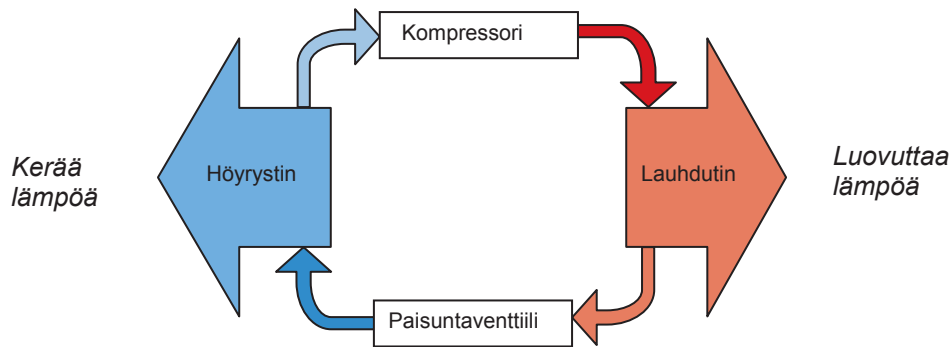 Kompressori
Kerää
lämpöä
Höyrystin
Lauhdutin
Luovuttaa
lämpöä
Paisuntaventtiili